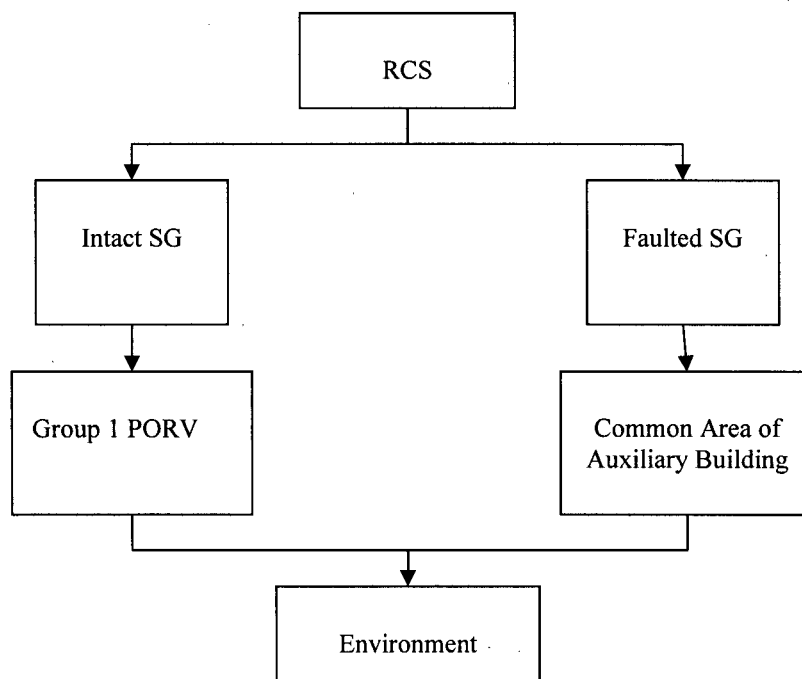 RCS
Intact SG
Faulted SG
Group 1 PORV
Common Area of
Auxiliary Building
Environment